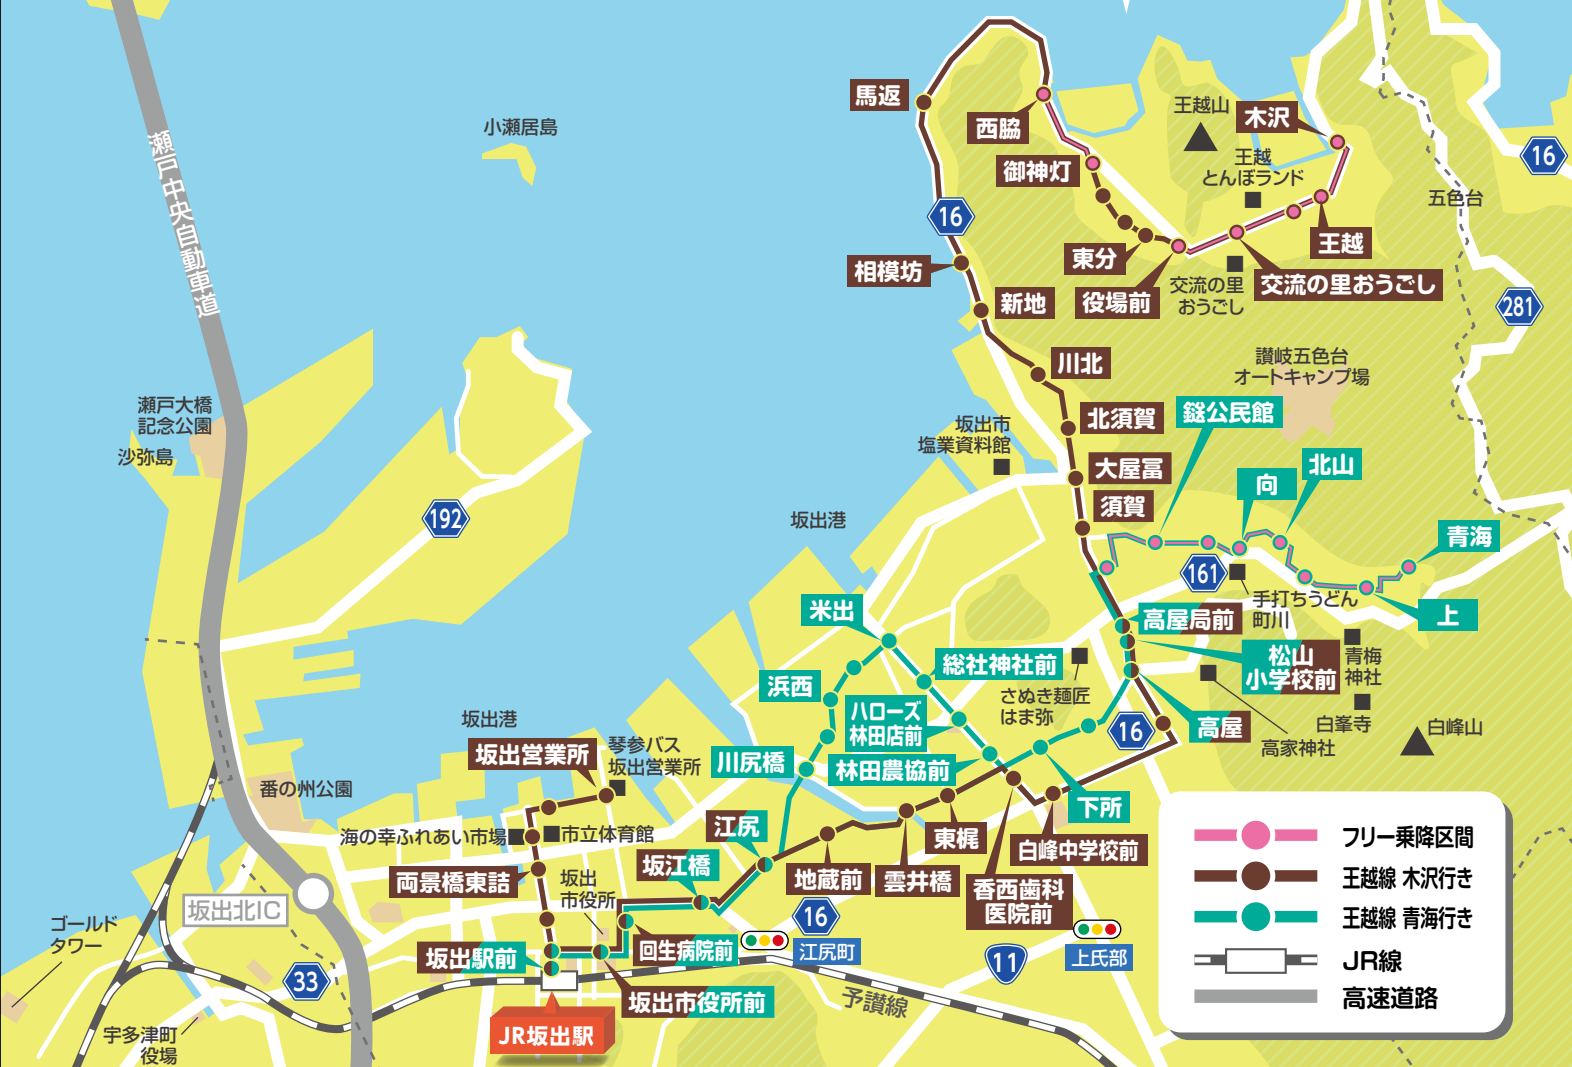 馬返
西脇
小瀬居島
王越山
木沢
御神灯
王越
とんぼランド
16
瀬戸中央自動車道
五色台
16
東分
王越
相模坊
役場前
交流の里
おうごし
交流の里おうごし
新地
281
川北
讃岐五色台
オートキャンプ場
瀬戸大橋
記念公園
沙弥島
坂出市
塩業資料館
北須賀
鎹公民館
大屋冨
向
北山
須賀
192
坂出港
青海
161
手打ちうどん
町川
米出
高屋局前
上
総社神社前
松山
小学校前
青梅
神社
浜西
さぬき麺匠
はま弥
ハローズ
林田店前
16
高屋
白峯寺
白峰山
高家神社
坂出港
坂出営業所
琴参バス
坂出営業所
川尻橋
林田農協前
下所
番の州公園
海の幸ふれあい市場
市立体育館
江尻
東梶
白峰中学校前
坂江橋
両景橋東詰
坂出
市役所
地蔵前
雲井橋
香西歯科
医院前
坂出北IC
16
ゴールド
タワー
坂出駅前
回生病院前
江尻町
11
上氏部
33
坂出市役所前
予讃線
JR坂出駅
宇多津町
役場
フリー乗降区間
王越線 木沢行き
王越線 青海行き
JR線
高速道路